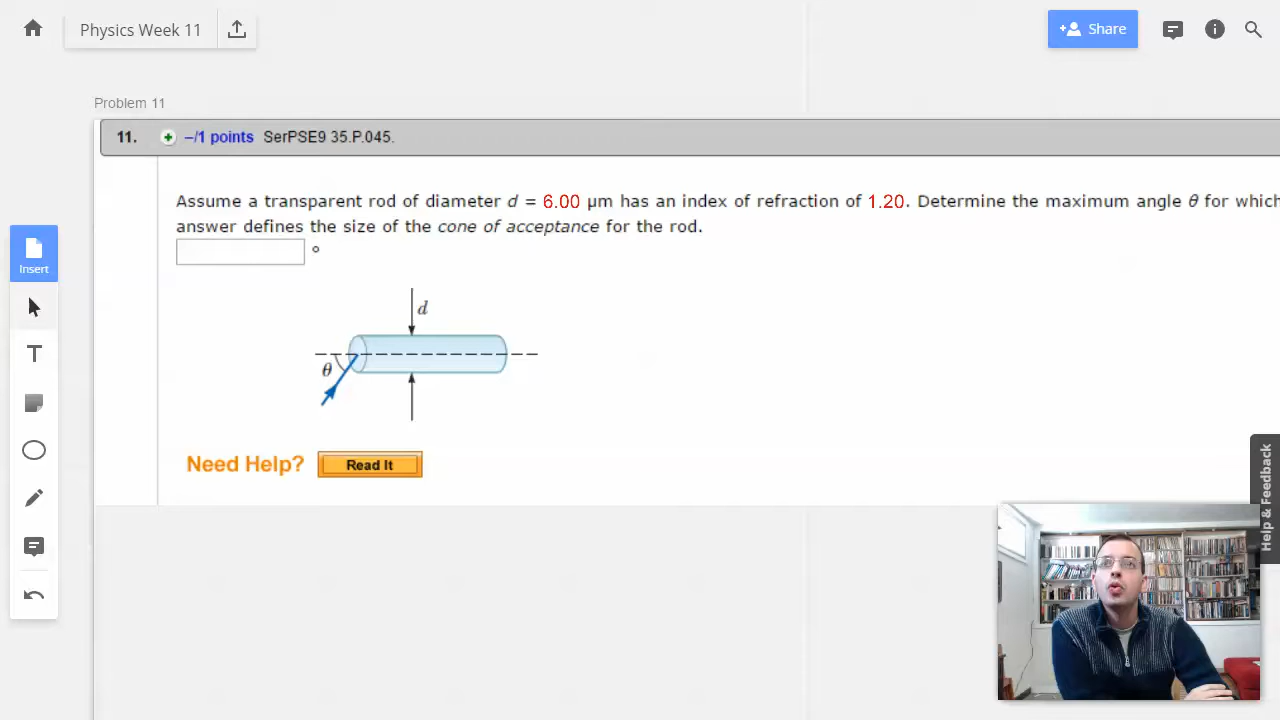 Physics Week 11
Share
Problem 11
11. –/1 points SerPSE9 35.P.045.
Assume a transparent rod of diameter d = 6.00 µm has an index of refraction of 1.20. Determine the maximum angle θ for which
answer defines the size of the cone of acceptance for the rod.
°
Insert
d
T
θ
Need Help? Read It
Help & Feedback